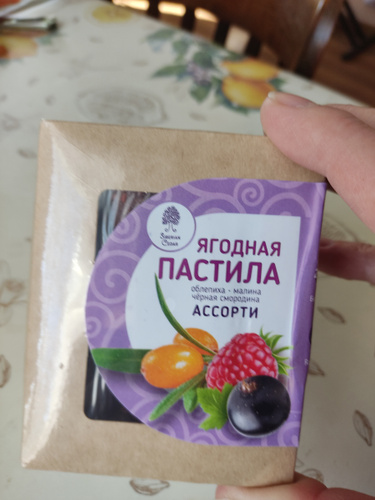 ЯГОДНАЯ
ПАСТИЛА
облепиха - малина
чёрная смородина
АССОРТИ